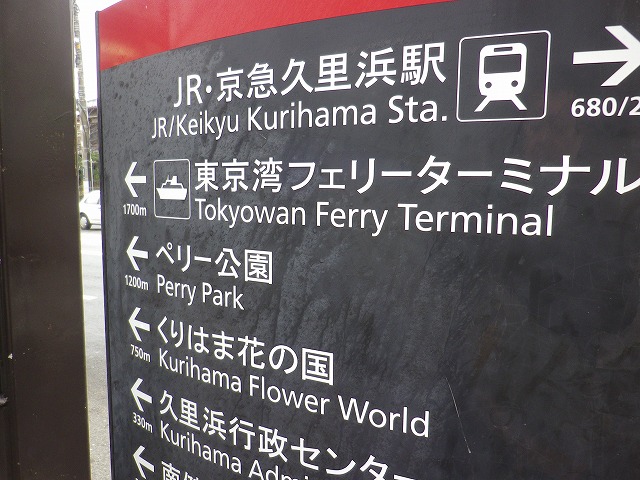 JR・京急久里浜駅
JR/Keikyu Kurihama Sta.
680/2
東京湾フェリーターミナル
1700m
Tokyowan Ferry Terminal
ペリー公園
1200m
Perry Park
くりはま花の国
750m
Kurihama Flower World
久里浜行政センター
330m
Kurihama Admi